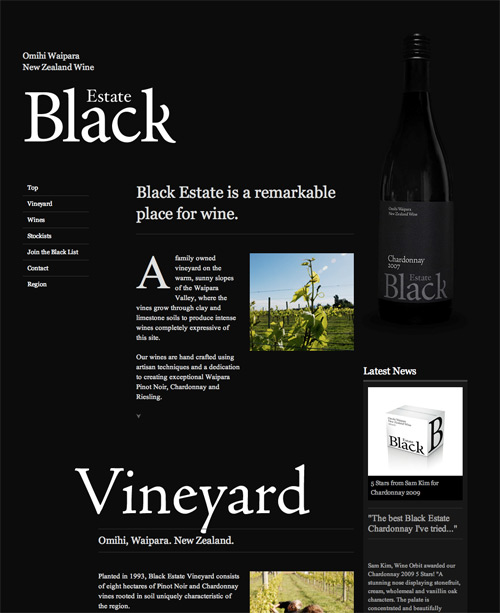 Omihi Waipara
New Zealand Wine
Estate
Black
Top
Vineyard
Wines
Stockists
Join the Black List
Contact
Region
Black Estate is a remarkable
place for wine.
A family owned
vineyard on the
warm, sunny slopes
of the Waipara
Valley, where the
vines grow through clay and
limestone soils to produce intense
wines completely expressive of
this site.
Our wines are hand crafted using
artisan techniques and a dedication
to creating exceptional Waipara
Pinot Noir, Chardonnay and
Riesling.
Omihi Waipara
New Zealand Wine
Chardonnay
2007
Estate
Black
Latest News
Estate
Black
B
5 Stars from Sam Kim for
Chardonnay 2009
"The best Black Estate
Chardonnay I've tried..."
Sam Kim, Wine Orbit awarded our
Chardonnay 2009 5 Stars! "A
stunning nose displaying stonefruit,
cream, wholemeal and vanillin oak
characters. The palate is
concentrated and beautifully
Vineyard
Omihi, Waipara. New Zealand.
Planted in 1993, Black Estate Vineyard consists
of eight hectares of Pinot Noir and Chardonnay
vines rooted in soil uniquely characteristic of
the region.